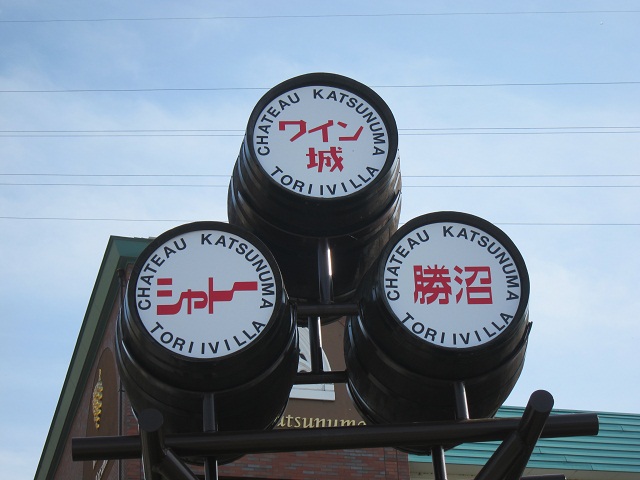 CHATEAU KATSUNUMA
ワイン
城
TORIIVILLA
CHATEAU KATSUNUMA
シャトー
TORIIVILLA
CHATEAU KATSUNUMA
勝沼
TORIIVILLA